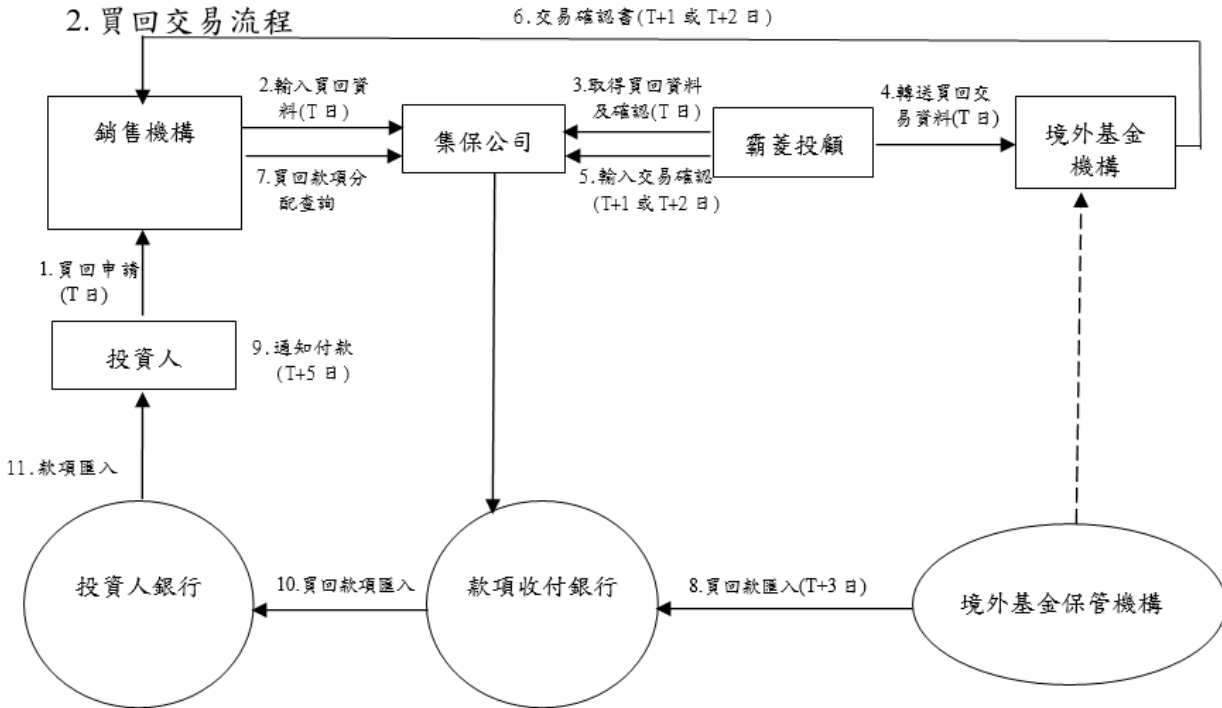 2.買回交易流程
6.交易確認書(T+1 或 T+2 日)
銷售機構
2.輸入買回資
料(T 日)
7.買回款項分
配查詢
集保公司
3.取得買回資料
及確認(T 日)
5.輸入交易確認
(T+1 或 T+2 日)
霸菱投顧
4.轉送買回交
易資料(T 日)
境外基金
機構
1.買回申請
(T 日)
投資人
9.通知付款
(T+5 日)
11.款項匯入
投資人銀行
10.買回款項匯入
款項收付銀行
8.買回款匯入(T+3 日)
境外基金保管機構